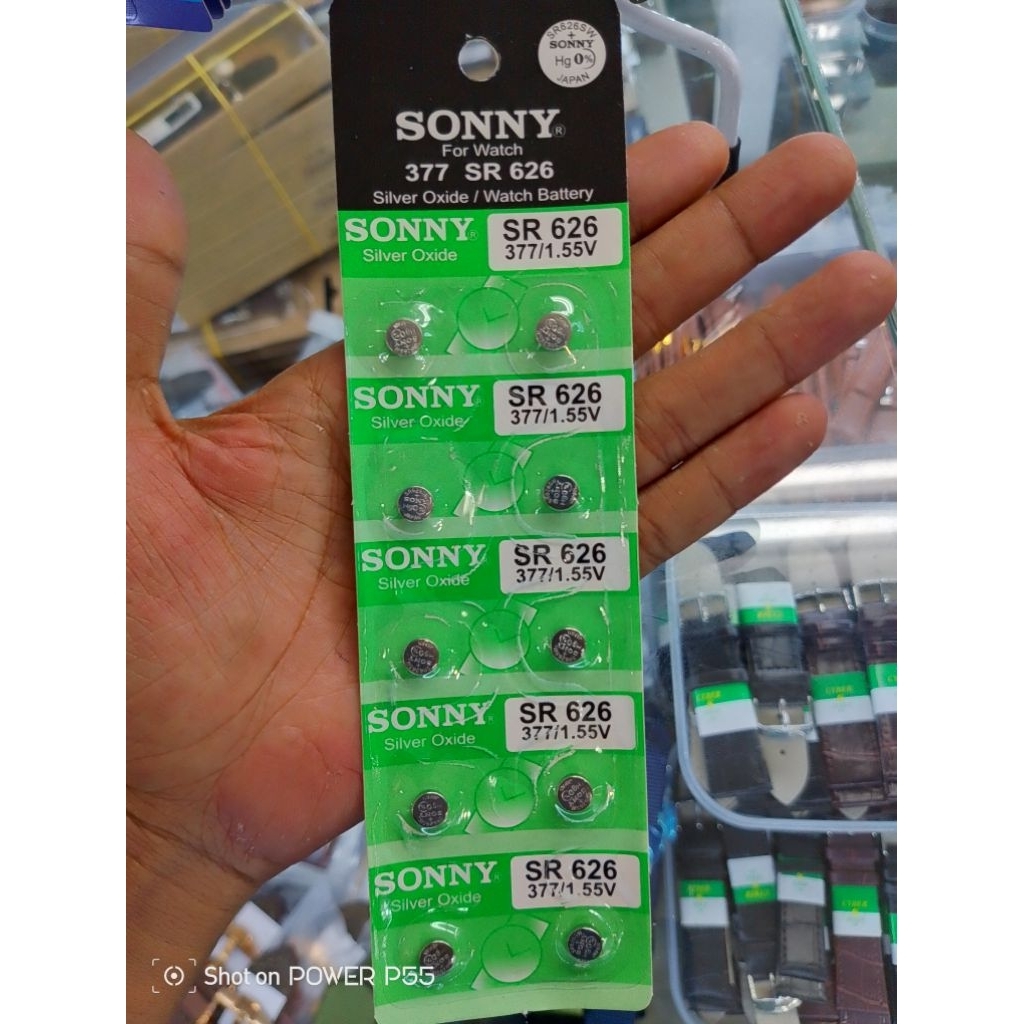 SR626SW
+
SONNY
Hg 0%
JAPAN
SONNY®
For Watch
377 SR 626
Silver Oxide / Watch Battery
SONNY®
Silver Oxide
SR 626
377/1.55V
SONNY®
Silver Oxide
SR 626
377/1.55V
SONNY
Silver Oxide
SR 626
377/1.55V
SONNY®
Silver Oxide
SR 626
377/1.55V
SONNY®
Silver Oxide
SR 626
377/1.55V
CYBER
CYBER
CYBER
Shot on POWER P55